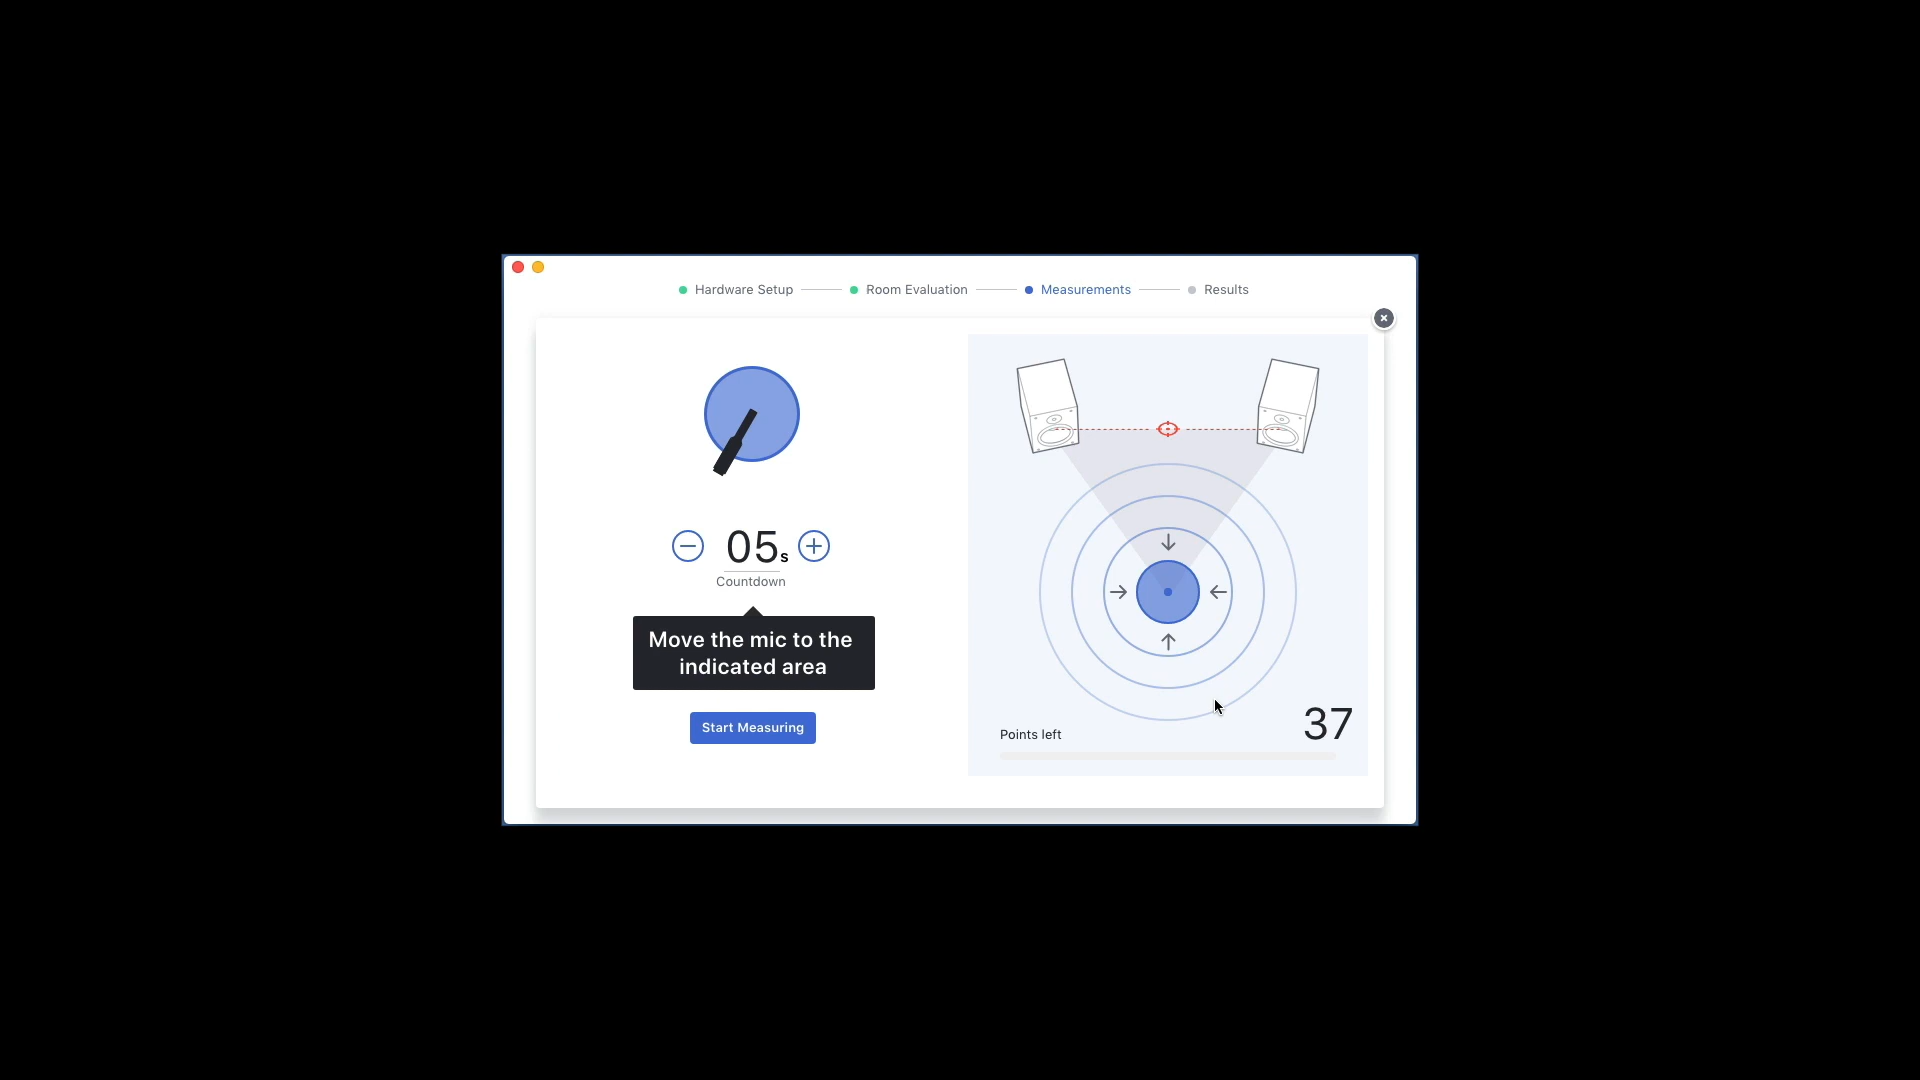 Hardware Setup
Room Evaluation
Measurements
Results
05s
Countdown
Move the mic to the
indicated area
Start Measuring
Points left
37